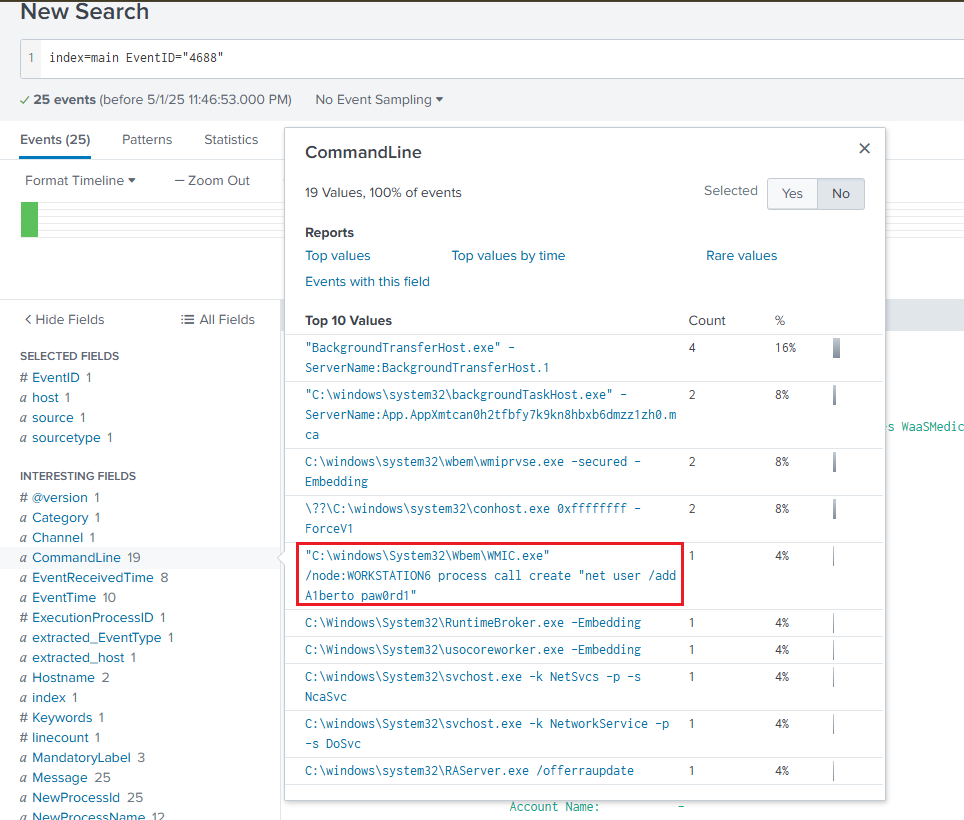 New Search
1 index=main EventID="4688"
✓ 25 events (before 5/1/25 11:46:53.000 PM) No Event Sampling ▾
Events (25) Patterns Statistics
Format Timeline ▾ — Zoom Out
< Hide Fields ≔ All Fields
SELECTED FIELDS
# EventID 1
a host 1
a source 1
a sourcetype 1
INTERESTING FIELDS
# @version 1
a Category 1
a Channel 1
a CommandLine 19
a EventReceivedTime 8
a EventTime 10
# ExecutionProcessID 1
a extracted_EventType 1
a extracted_host 1
a Hostname 2
a index 1
# Keywords 1
# linecount 1
a MandatoryLabel 3
a Message 25
a NewProcessId 25
a NewProcessName 12
CommandLine ×
19 Values, 100% of events Selected Yes No
Reports
Top values Top values by time Rare values
Events with this field
Top 10 Values Count %
"BackgroundTransferHost.exe" - 4 16%
ServerName:BackgroundTransferHost.1
"C:\windows\system32\backgroundTaskHost.exe" - 2 8%
ServerName:App.AppXmtcan0h2tfbfy7k9kn8hbxb6dmzz1zh0.m
ca
C:\windows\system32\wbem\wmiprvse.exe -secured - 2 8%
Embedding
\??\C:\windows\system32\conhost.exe 0xffffffff - 2 8%
ForceV1
"C:\windows\System32\Wbem\WMIC.exe" 1 4%
/node:WORKSTATION6 process call create "net user /add
A1berto paw0rd1"
C:\Windows\System32\RuntimeBroker.exe -Embedding 1 4%
C:\Windows\System32\usocoreworker.exe -Embedding 1 4%
C:\windows\System32\svchost.exe -k NetSvcs -p -s 1 4%
NcaSvc
C:\windows\System32\svchost.exe -k NetworkService -p 1 4%
-s DoSvc
C:\windows\system32\RAServer.exe /offerraupdate 1 4%
s WaaSMedic
Account Name: -